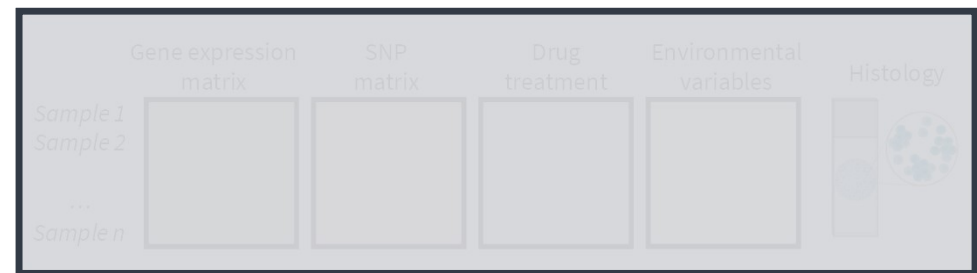 Gene expression
matrix
SNP
matrix
Drug
treatment
Environmental
variables
Histology
Sample 1
Sample 2
...
Sample n